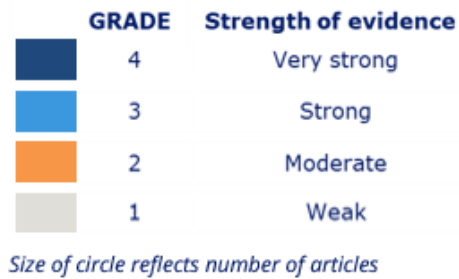 GRADE Strength of evidence
4 Very strong
3 Strong
2 Moderate
1 Weak
Size of circle reflects number of articles